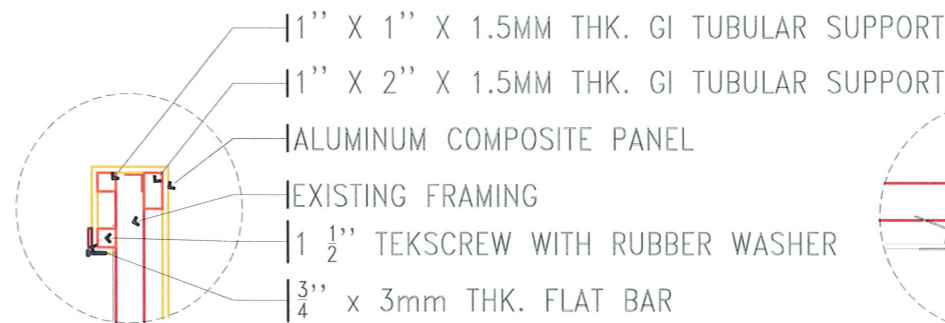 1'' X 1'' X 1.5MM THK. GI TUBULAR SUPPORT
1'' X 2'' X 1.5MM THK. GI TUBULAR SUPPORT
ALUMINUM COMPOSITE PANEL
EXISTING FRAMING
1 1/2'' TEKSCREW WITH RUBBER WASHER
3/4'' x 3mm THK. FLAT BAR